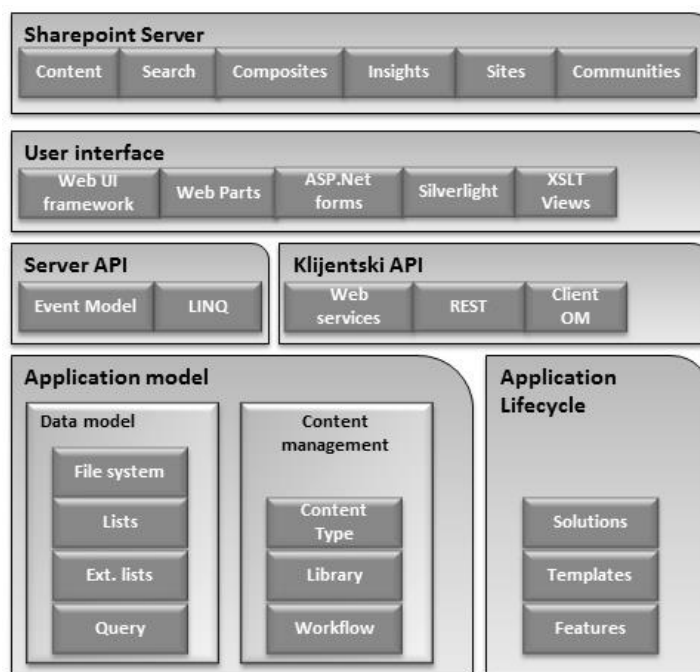 Sharepoint Server
Content Search Composites Insights Sites Communities
User interface
Web UI
framework
Web Parts
ASP.Net
forms
Silverlight
XSLT
Views
Server API
Event Model LINQ
Klijentski API
Web
services
REST
Client
OM
Application model
Data model
File system
Lists
Ext. lists
Query
Content
management
Content
Type
Library
Workflow
Application
Lifecycle
Solutions
Templates
Features